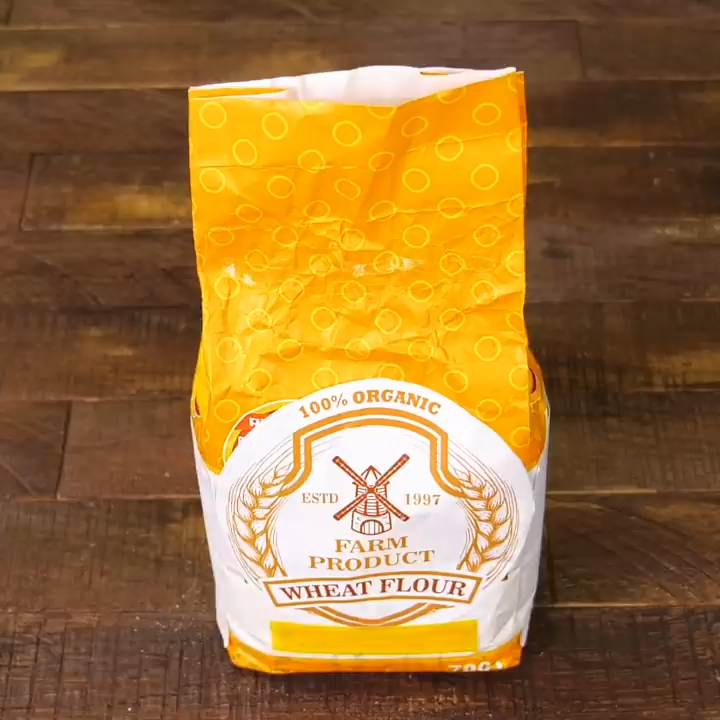 100% ORGANIC
ESTD 1997
FARM
PRODUCT
WHEAT FLOUR